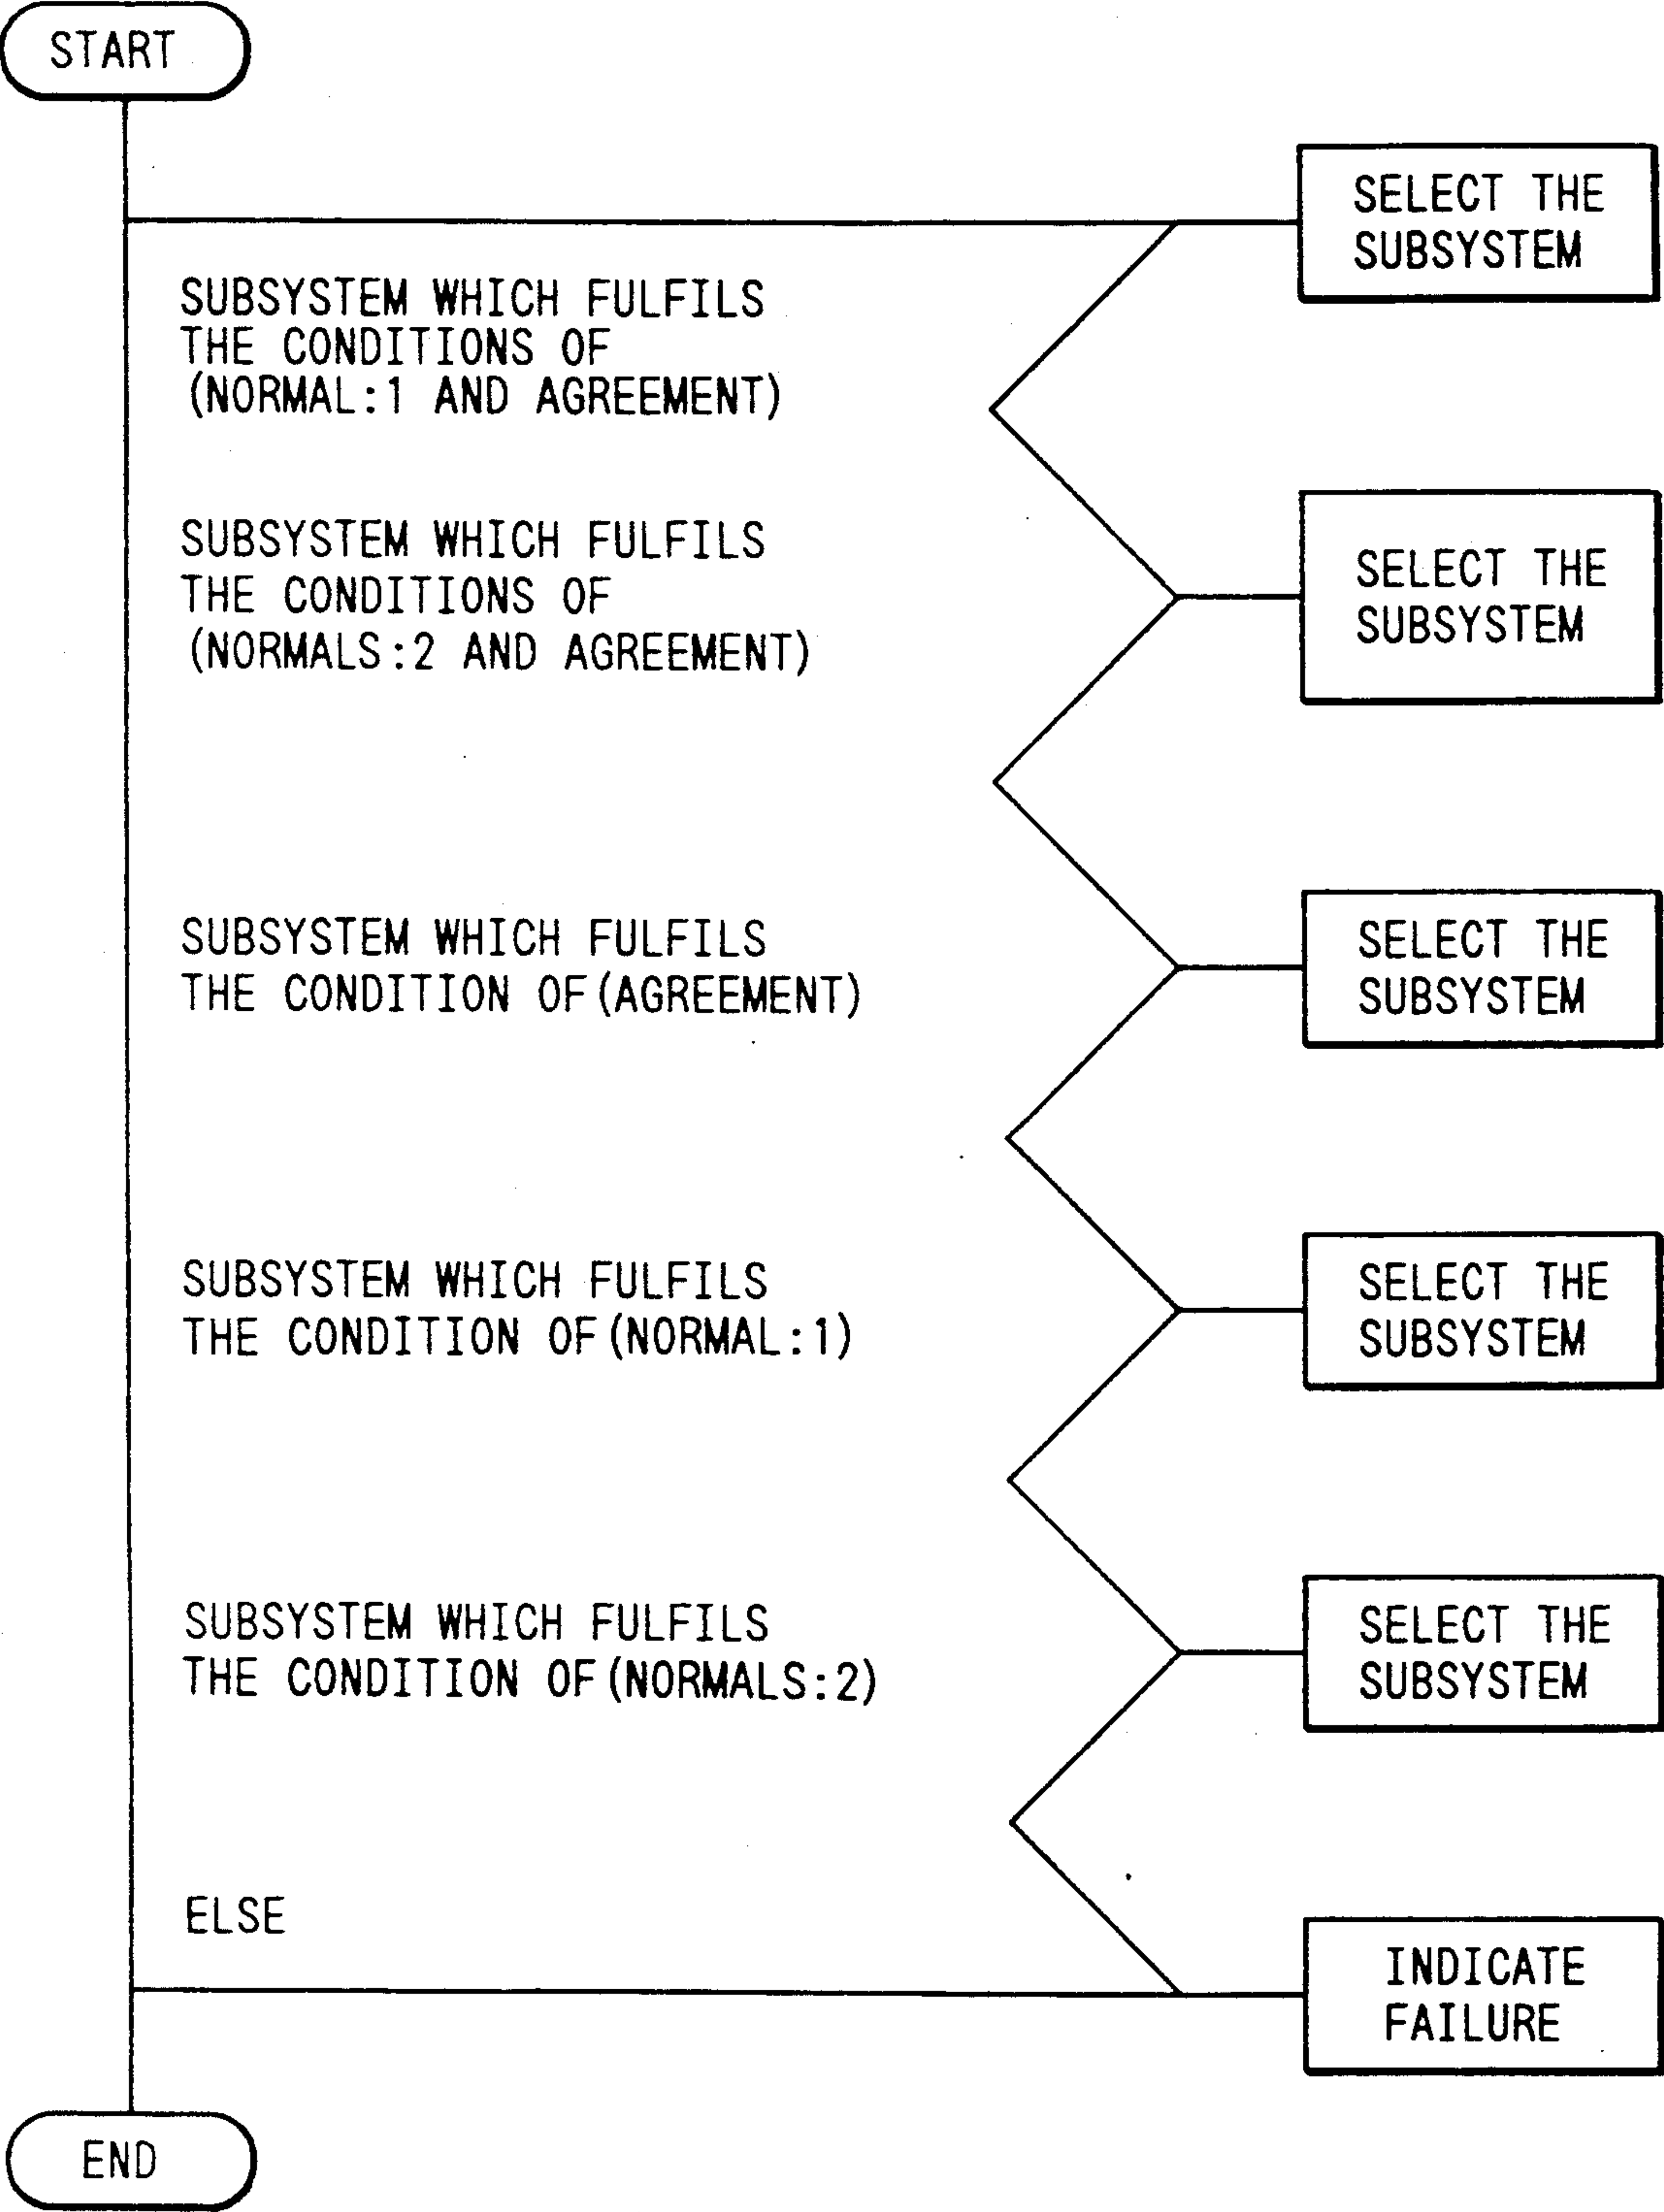 START
SELECT THE
SUBSYSTEM
SUBSYSTEM WHICH FULFILS
THE CONDITIONS OF
(NORMAL:1 AND AGREEMENT)
SUBSYSTEM WHICH FULFILS
THE CONDITIONS OF
(NORMALS:2 AND AGREEMENT)
SELECT THE
SUBSYSTEM
SUBSYSTEM WHICH FULFILS
THE CONDITION OF(AGREEMENT)
SELECT THE
SUBSYSTEM
SUBSYSTEM WHICH FULFILS
THE CONDITION OF(NORMAL:1)
SELECT THE
SUBSYSTEM
SUBSYSTEM WHICH FULFILS
THE CONDITION OF(NORMALS:2)
SELECT THE
SUBSYSTEM
ELSE
INDICATE
FAILURE
END